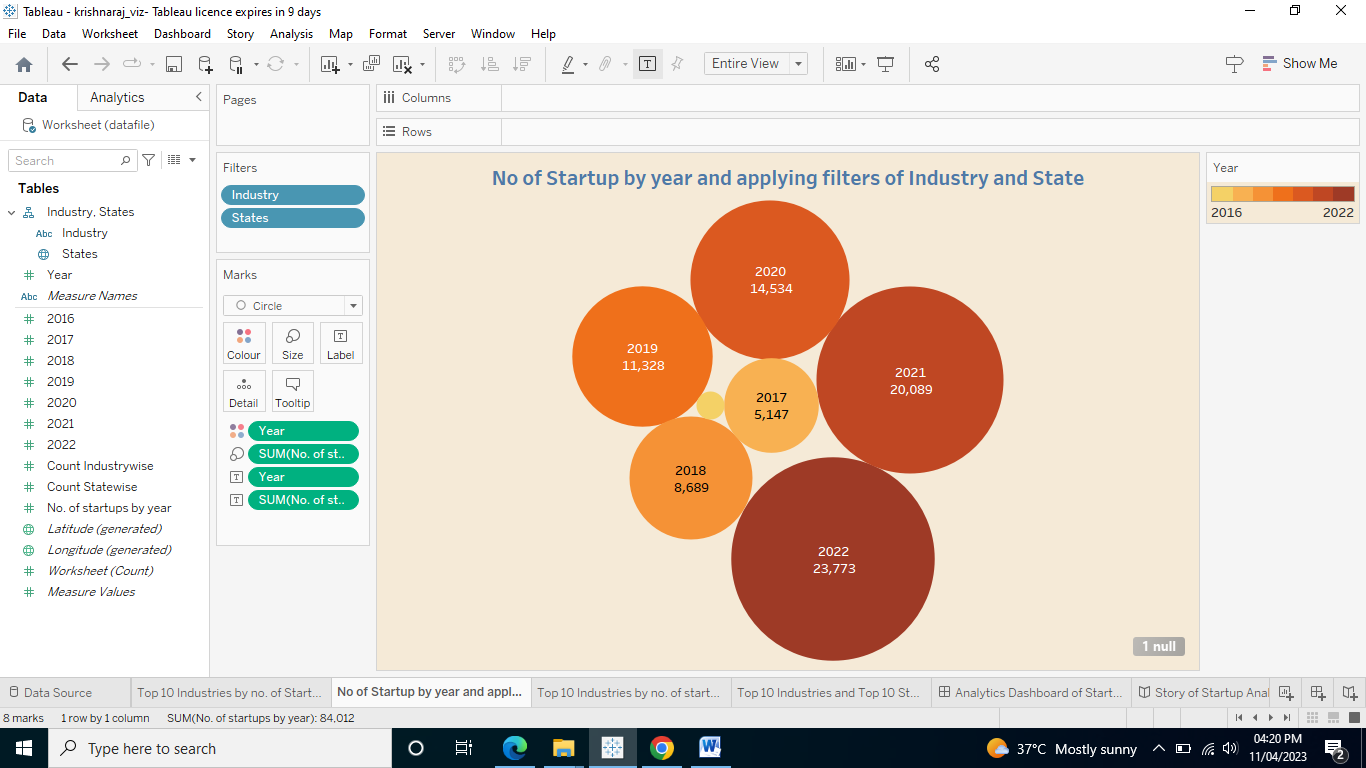 Tableau - krishnaraj_viz- Tableau licence expires in 9 days
File Data Worksheet Dashboard Story Analysis Map Format Server Window Help
Entire View
Show Me
Data Analytics
Worksheet (datafile)
Search
Tables
Industry, States
Abc Industry
States
Year
Abc Measure Names
2016
2017
2018
2019
2020
2021
2022
Count Industrywise
Count Statewise
No. of startups by year
Latitude (generated)
Longitude (generated)
Worksheet (Count)
Measure Values
Pages
Filters
Industry
States
Marks
Circle
Colour Size Label
Detail Tooltip
Year
SUM(No. of st..
Year
SUM(No. of st..
Columns
Rows
No of Startup by year and applying filters of Industry and State
2020
14,534
2019
11,328
2021
20,089
2017
5,147
2018
8,689
2022
23,773
1 null
Year
2016 2022
Data Source
Top 10 Industries by no. of Start...
No of Startup by year and appl...
Top 10 Industries by no. of start...
Top 10 Industries and Top 10 St...
Analytics Dashboard of Start...
Story of Startup Anal
8 marks 1 row by 1 column SUM(No. of startups by year): 84,012
Type here to search
37°C Mostly sunny
04:20 PM
11/04/2023
2